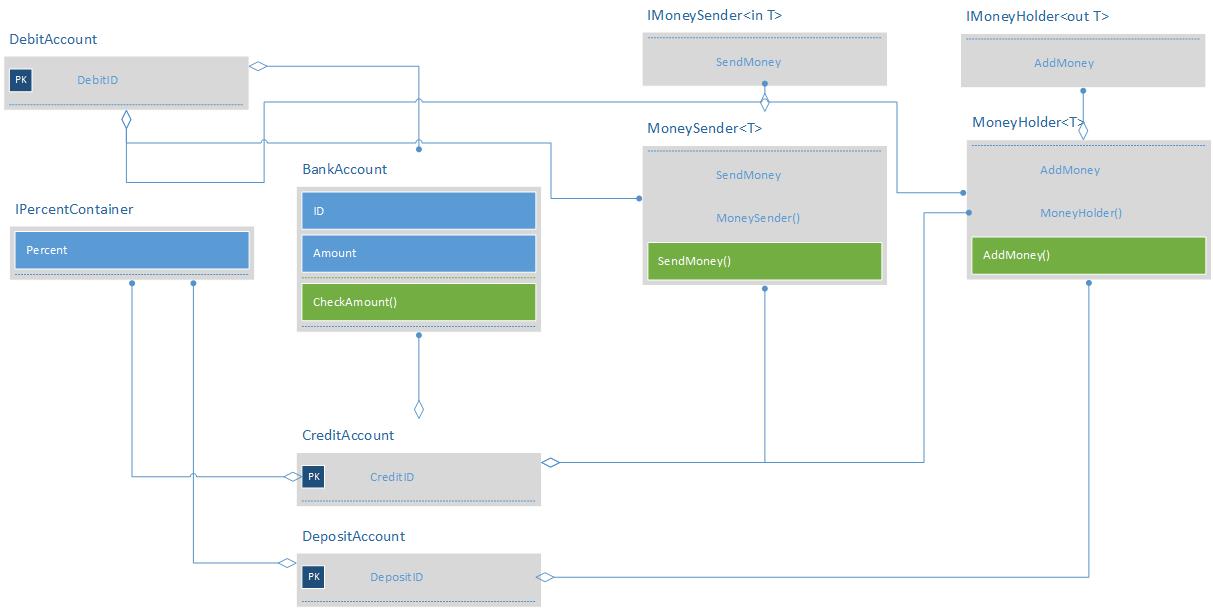 IMoneySender<in T>
IMoneyHolder<out T>
DebitAccount
SendMoney
AddMoney
PK
DebitID
MoneySender<T>
MoneyHolder<T>
BankAccount
SendMoney
AddMoney
IPercentContainer
ID
MoneySender()
MoneyHolder()
Percent
Amount
SendMoney()
AddMoney()
CheckAmount()
CreditAccount
PK
CreditID
DepositAccount
PK
DepositID